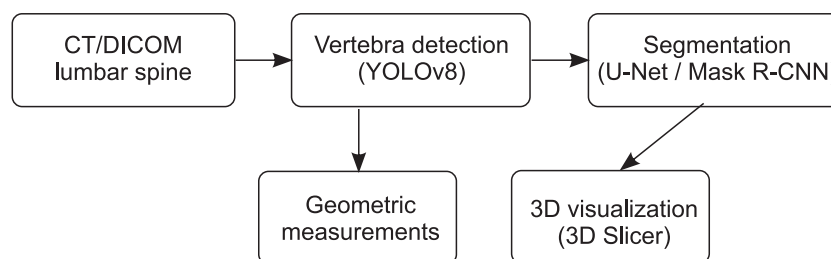 CT/DICOM
lumbar spine
Vertebra detection
(YOLOv8)
Segmentation
(U-Net / Mask R-CNN
Geometric
measurements
3D visualization
(3D Slicer)